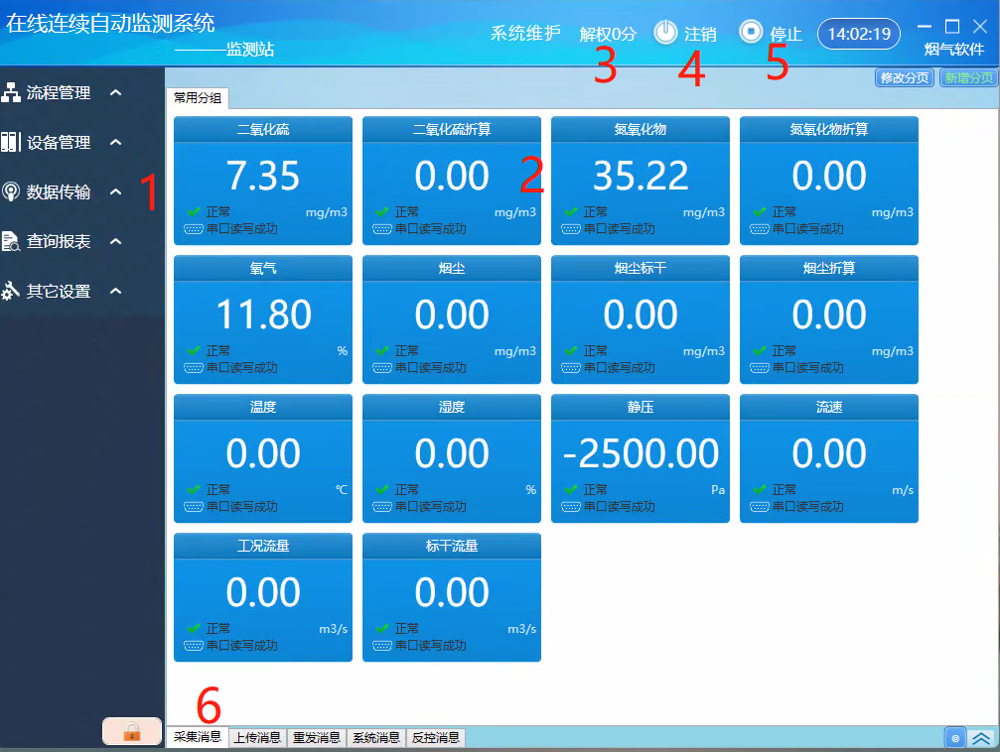 在线连续自动监测系统
———监测站
系统维护 解权0分 注销 停止 14:02:19
烟气软件
3 4 5
修改分页 新增分页
流程管理
设备管理
数据传输
查询报表
其它设置
1
常用分组
二氧化硫 二氧化硫折算 氮氧化物 氮氧化物折算
7.35 0.00 2 35.22 0.00
正常 mg/m3 正常 mg/m3 正常 mg/m3 正常 mg/m3
串口读写成功 串口读写成功 串口读写成功 串口读写成功
氧气 烟尘 烟尘标干 烟尘折算
11.80 0.00 0.00 0.00
正常 % 正常 mg/m3 正常 mg/m3 正常 mg/m3
串口读写成功 串口读写成功 串口读写成功 串口读写成功
温度 湿度 静压 流速
0.00 0.00 -2500.00 0.00
正常 ℃ 正常 % 正常 Pa 正常 m/s
串口读写成功 串口读写成功 串口读写成功 串口读写成功
工况流量 标干流量
0.00 0.00
正常 m3/s 正常 m3/s
串口读写成功 串口读写成功
6
采集消息 上传消息 重发消息 系统消息 反控消息